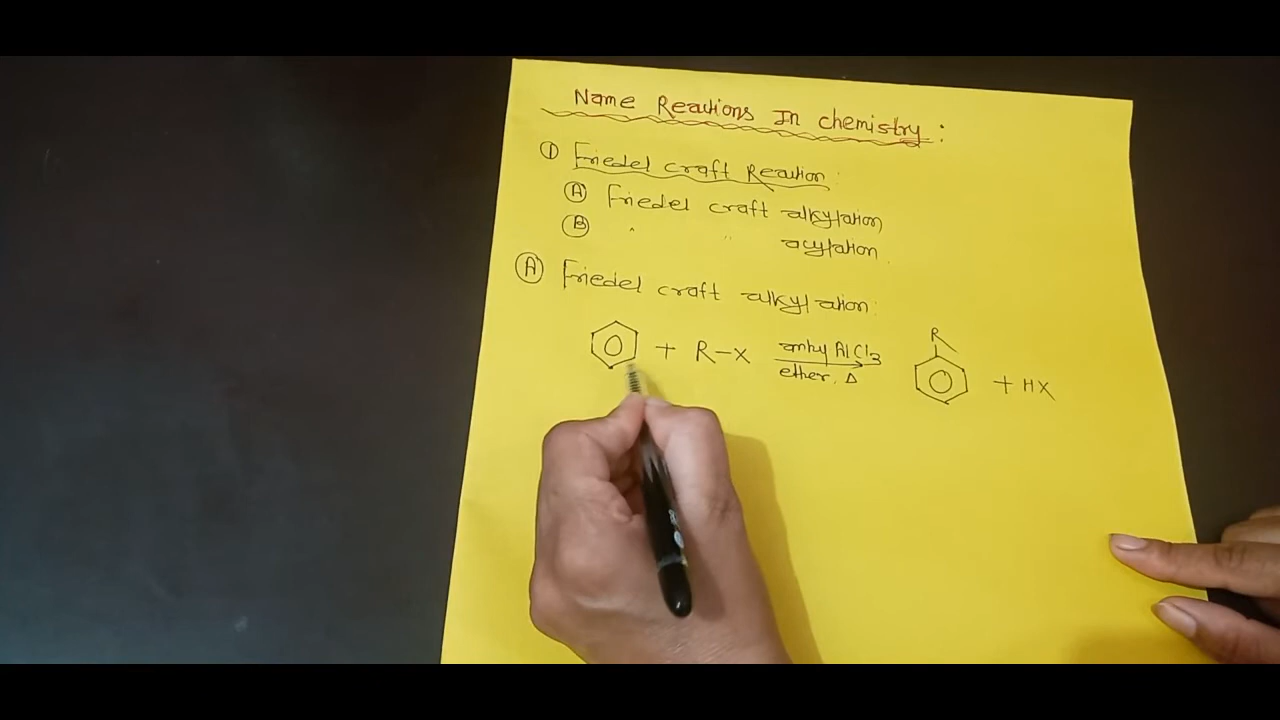 Name Reactions In chemistry:
① Friedel craft Reaction:
Ⓐ Friedel craft alkylation
Ⓑ " " acylation.
Ⓐ Friedel craft alkylation:
+ R-X anhy AlCl3 ether, Δ R + HX